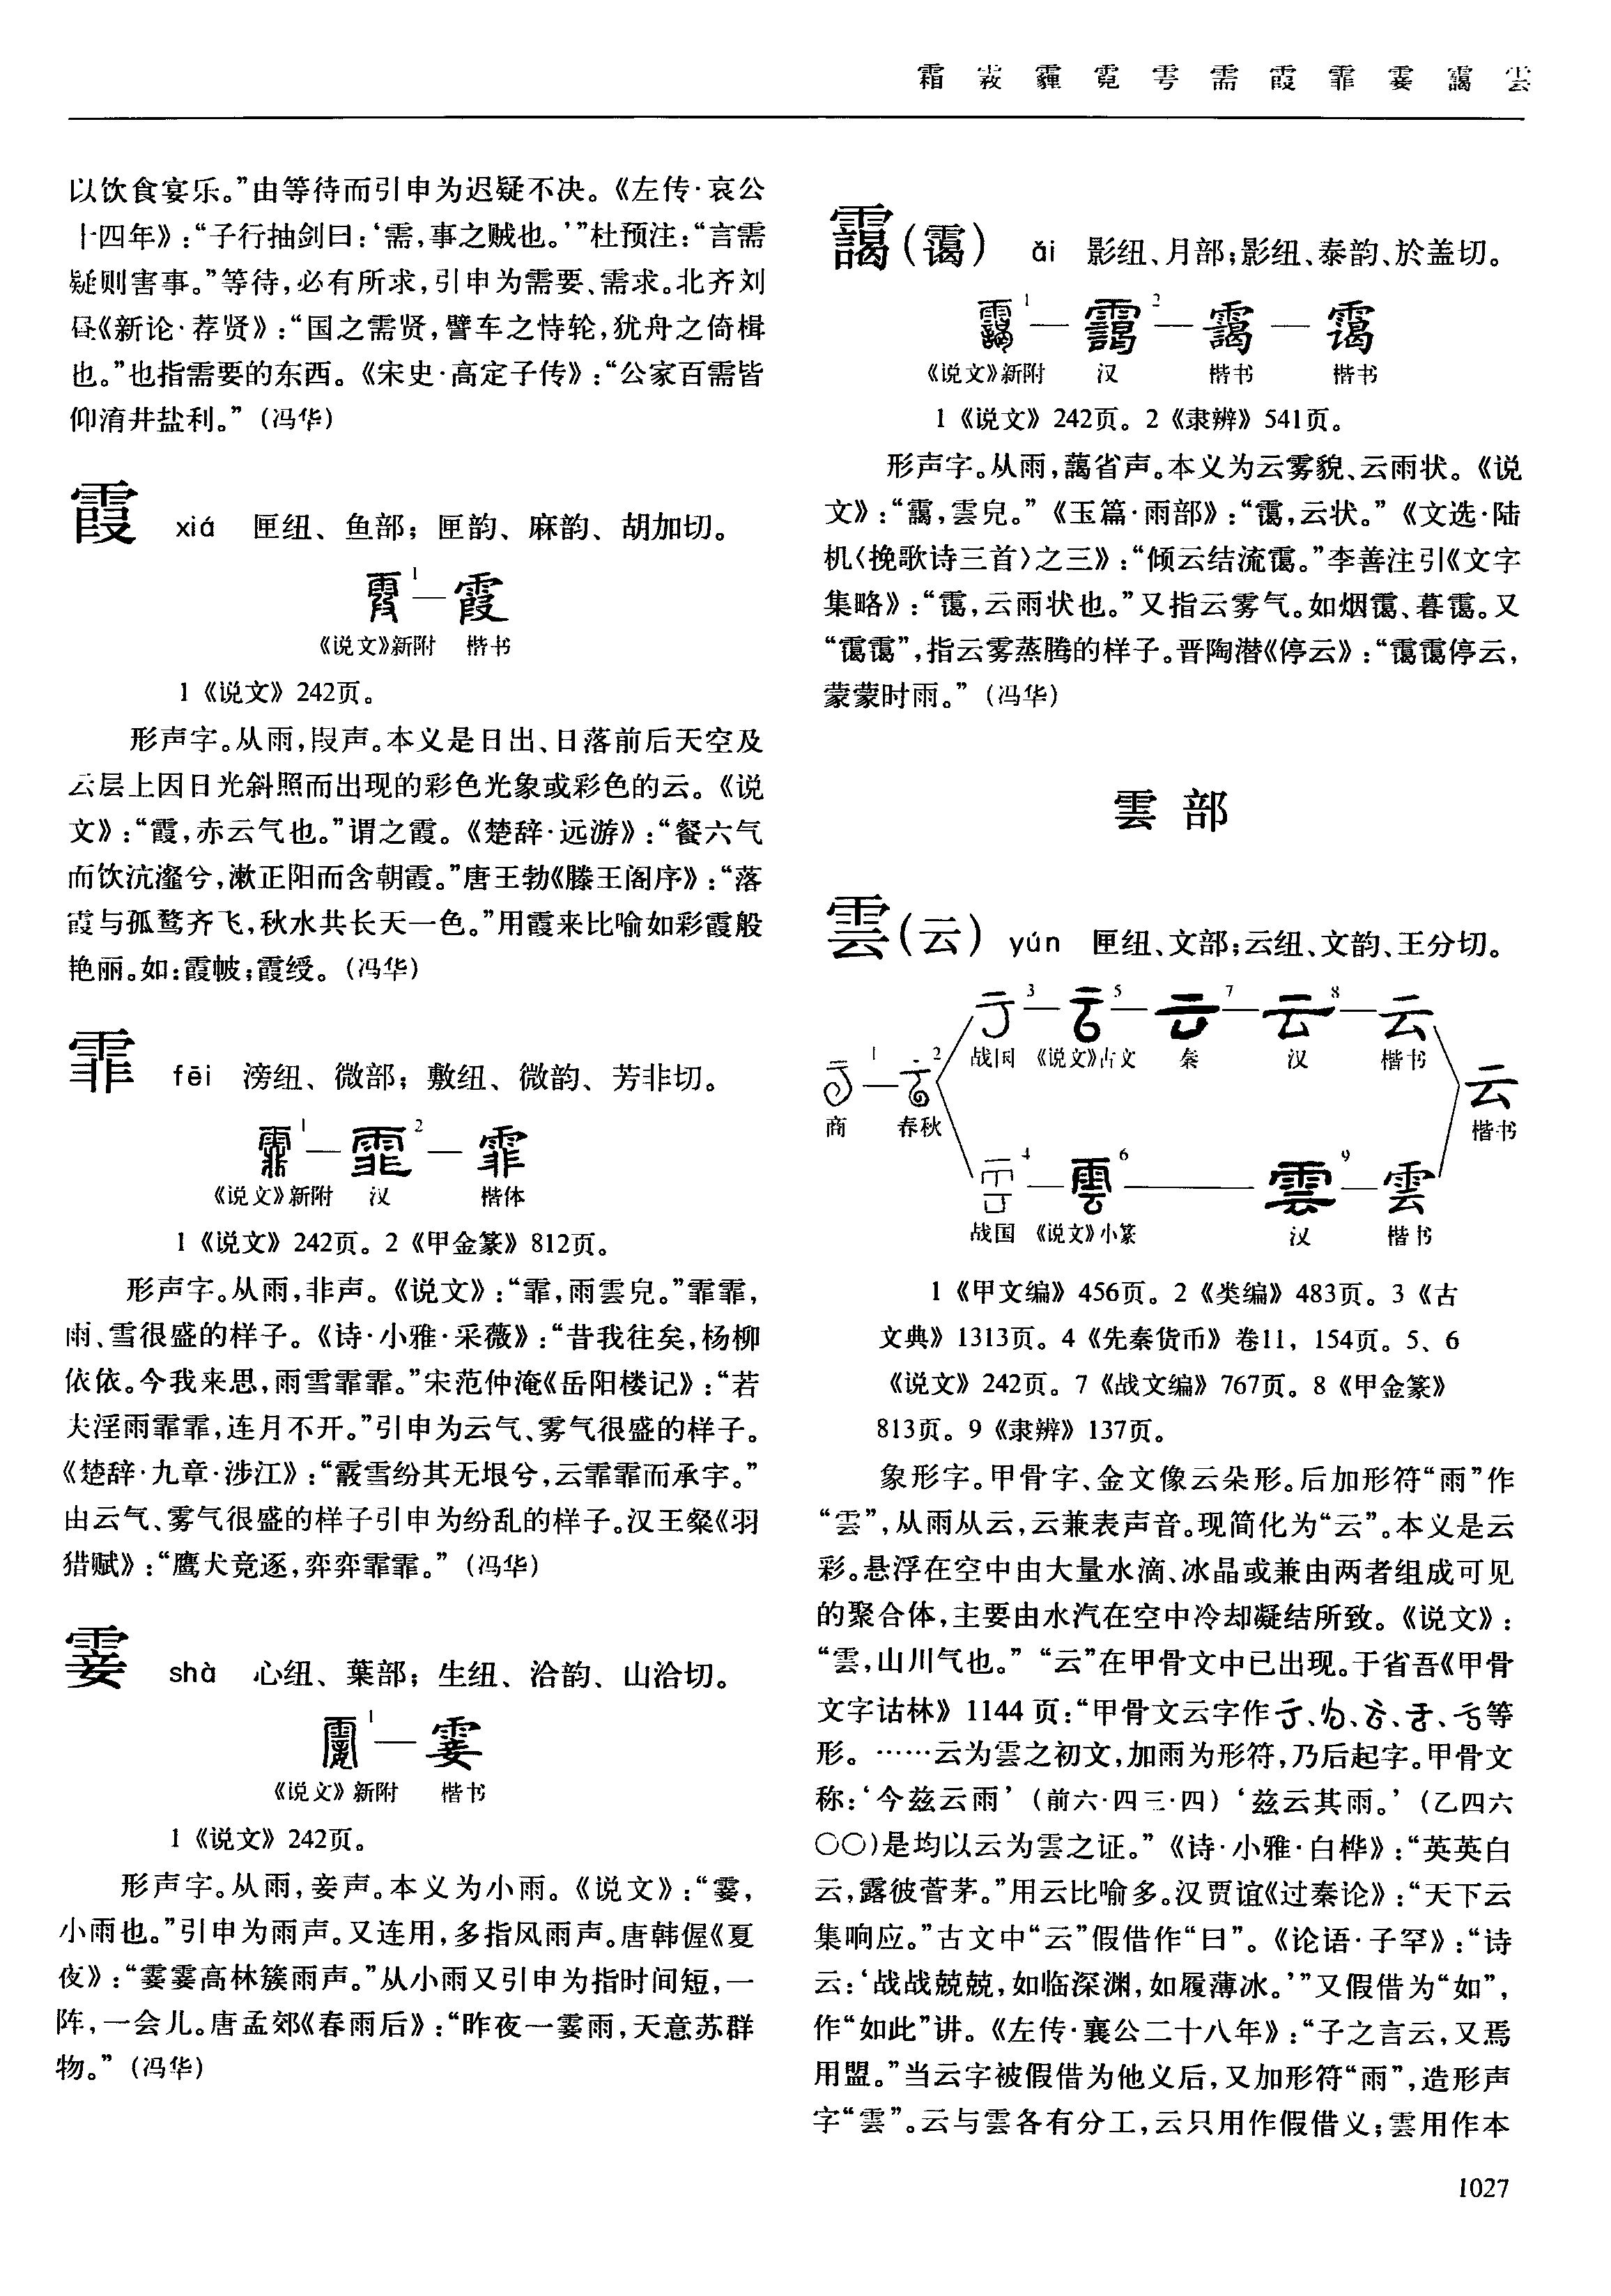 霜 霚 霾 霓 雩 需 霞 霏 霎 靄 雲
以饮食宴乐。”由等待而引申为迟疑不决。《左传·哀公
十四年》:“子行抽剑曰:‘需,事之贼也。’”杜预注:“言需
疑则害事。”等待,必有所求,引申为需要、需求。北齐刘
昼《新论·荐贤》:“国之需贤,譬车之恃轮,犹舟之倚楫
也。”也指需要的东西。《宋史·高定子传》:“公家百需皆
仰淯井盐利。”(冯华)
霞 xiá 匣纽、鱼部;匣韵、麻韵、胡加切。
霞1—霞
《说文》新附 楷书
1《说文》242页。
形声字。从雨,叚声。本义是日出、日落前后天空及
云层上因日光斜照而出现的彩色光象或彩色的云。《说
文》:“霞,赤云气也。”谓之霞。《楚辞·远游》:“餐六气
而饮沆瀣兮,漱正阳而含朝霞。”唐王勃《滕王阁序》:“落
霞与孤鹜齐飞,秋水共长天一色。”用霞来比喻如彩霞般
艳丽。如:霞帔;霞绶。(冯华)
霏 fēi 滂纽、微部;敷纽、微韵、芳非切。
霏1—霏2—霏
《说文》新附 汉 楷体
1《说文》242页。2《甲金篆》812页。
形声字。从雨,非声。《说文》:“霏,雨雲皃。”霏霏,
雨、雪很盛的样子。《诗·小雅·采薇》:“昔我往矣,杨柳
依依。今我来思,雨雪霏霏。”宋范仲淹《岳阳楼记》:“若
夫淫雨霏霏,连月不开。”引申为云气、雾气很盛的样子。
《楚辞·九章·涉江》:“霰雪纷其无垠兮,云霏霏而承宇。”
由云气、雾气很盛的样子引申为纷乱的样子。汉王粲《羽
猎赋》:“鹰犬竞逐,弈弈霏霏。”(冯华)
霎 shà 心纽、葉部;生纽、洽韵、山洽切。
霎1—霎
《说文》新附 楷书
1《说文》242页。
形声字。从雨,妾声。本义为小雨。《说文》:“霎,
小雨也。”引申为雨声。又连用,多指风雨声。唐韩偓《夏
夜》:“霎霎高林簇雨声。”从小雨又引申为指时间短,一
阵,一会儿。唐孟郊《春雨后》:“昨夜一霎雨,天意苏群
物。”(冯华)
靄(霭) ǎi 影纽、月部;影纽、泰韵、於盖切。
靄1—靄2—靄—霭
《说文》新附 汉 楷书 楷书
1《说文》242页。2《隶辨》541页。
形声字。从雨,藹省声。本义为云雾貌、云雨状。《说
文》:“靄,雲皃。”《玉篇·雨部》:“霭,云状。”《文选·陆
机〈挽歌诗三首〉之三》:“倾云结流霭。”李善注引《文字
集略》:“霭,云雨状也。”又指云雾气。如烟霭、暮霭。又
“霭霭”,指云雾蒸腾的样子。晋陶潜《停云》:“霭霭停云,
蒙蒙时雨。”(冯华)
雲 部
雲(云) yún 匣纽、文部;云纽、文韵、王分切。
3 5 7 8 云
战国 《说文》古文 秦 汉 楷书
1 2 云
商 春秋 楷书
4 6 9 雲
战国 《说文》小篆 汉 楷书
1《甲文编》456页。2《类编》483页。3《古
文典》1313页。4《先秦货币》卷11,154页。5、6
《说文》242页。7《战文编》767页。8《甲金篆》
813页。9《隶辨》137页。
象形字。甲骨字、金文像云朵形。后加形符“雨”作
“雲”,从雨从云,云兼表声音。现简化为“云”。本义是云
彩。悬浮在空中由大量水滴、冰晶或兼由两者组成可见
的聚合体,主要由水汽在空中冷却凝结所致。《说文》:
“雲,山川气也。”“云”在甲骨文中已出现。于省吾《甲骨
文字诂林》1144页:“甲骨文云字作、、、、等
形。……云为雲之初文,加雨为形符,乃后起字。甲骨文
称:‘今兹云雨’(前六·四三·四)‘兹云其雨。’(乙四六
〇〇)是均以云为雲之证。”《诗·小雅·白桦》:“英英白
云,露彼菅茅。”用云比喻多。汉贾谊《过秦论》:“天下云
集响应。”古文中“云”假借作“曰”。《论语·子罕》:“诗
云:‘战战兢兢,如临深渊,如履薄冰。’”又假借为“如”,
作“如此”讲。《左传·襄公二十八年》:“子之言云,又焉
用盟。”当云字被假借为他义后,又加形符“雨”,造形声
字“雲”。云与雲各有分工,云只用作假借义;雲用作本
1027